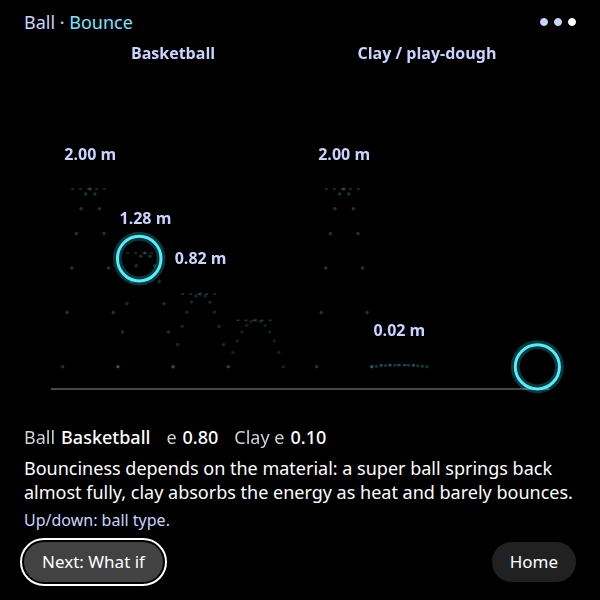 Ball · Bounce
Basketball
Clay / play-dough
2.00 m
2.00 m
1.28 m
0.82 m
0.02 m
Ball Basketball e 0.80 Clay e 0.10
Bounciness depends on the material: a super ball springs back
almost fully, clay absorbs the energy as heat and barely bounces.
Up/down: ball type.
Next: What if
Home